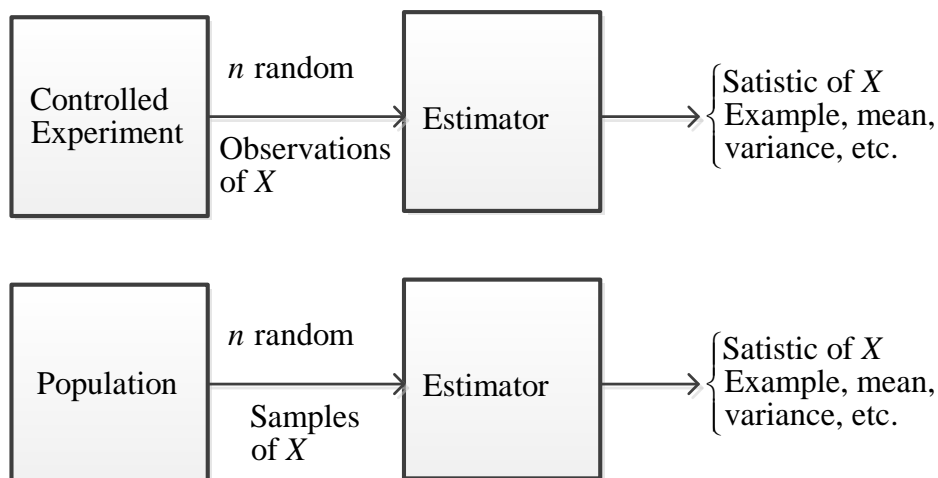 Controlled
Experiment
n random
Observations
of X
Estimator
Satistic of X
Example, mean,
variance, etc.
Population
n random
Samples
of X
Estimator
Satistic of X
Example, mean,
variance, etc.